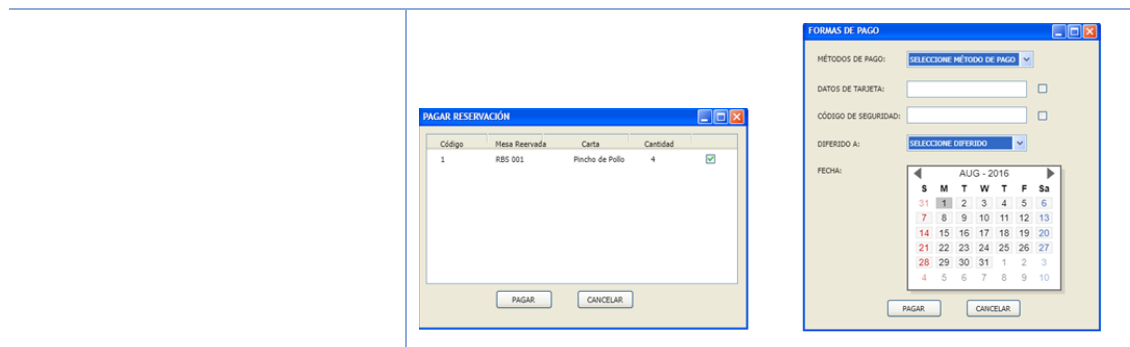 PAGAR RESERVACIÓN
Código Mesa Reervada Carta Cantidad
1 RBS 001 Pincho de Pollo 4
PAGAR CANCELAR
FORMAS DE PAGO
MÉTODOS DE PAGO: SELECCIONE MÉTODO DE PAGO
DATOS DE TARJETA:
CÓDIGO DE SEGURIDAD:
DIFERIDO A: SELECCIONE DIFERIDO
FECHA:
AUG - 2016
S M T W T F Sa
31 1 2 3 4 5 6
7 8 9 10 11 12 13
14 15 16 17 18 19 20
21 22 23 24 25 26 27
28 29 30 31 1 2 3
4 5 6 7 8 9 10
PAGAR CANCELAR